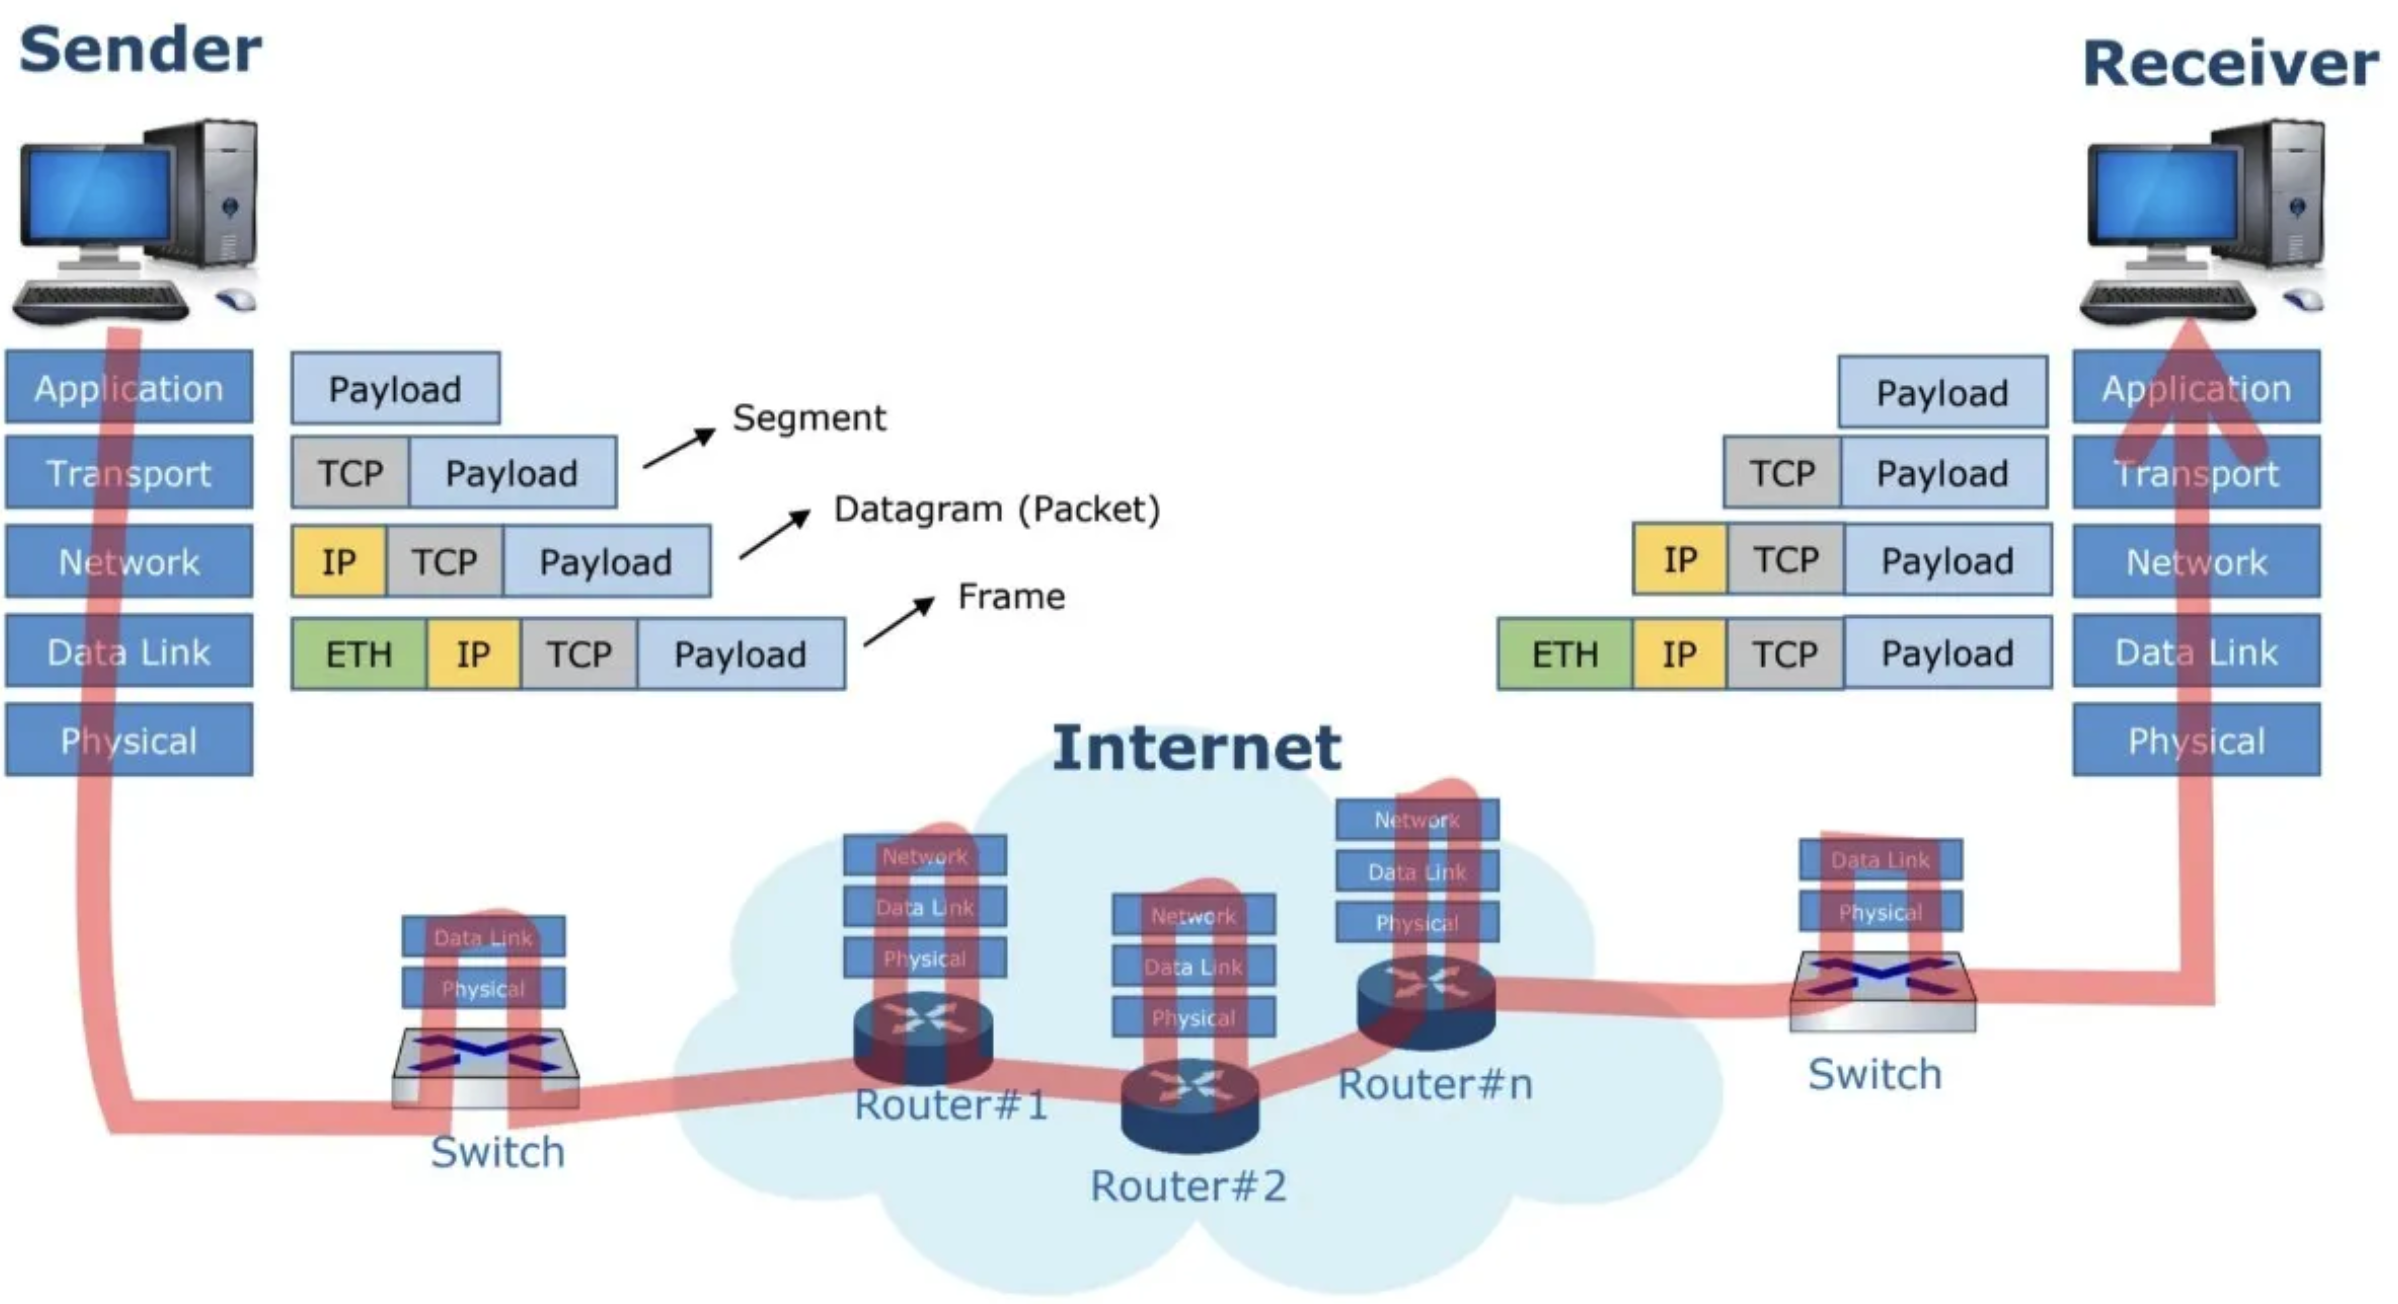 Sender
Receiver
Application
Payload
Segment
Transport
TCP Payload
Datagram (Packet)
Network
IP TCP Payload
Frame
Data Link
ETH IP TCP Payload
Physical
Payload
Application
TCP Payload
Transport
IP TCP Payload
Network
ETH IP TCP Payload
Data Link
Physical
Internet
Data Link
Physical
Switch
Network
Data Link
Physical
Router#1
Network
Data Link
Physical
Router#2
Network
Data Link
Physical
Router#n
Data Link
Physical
Switch